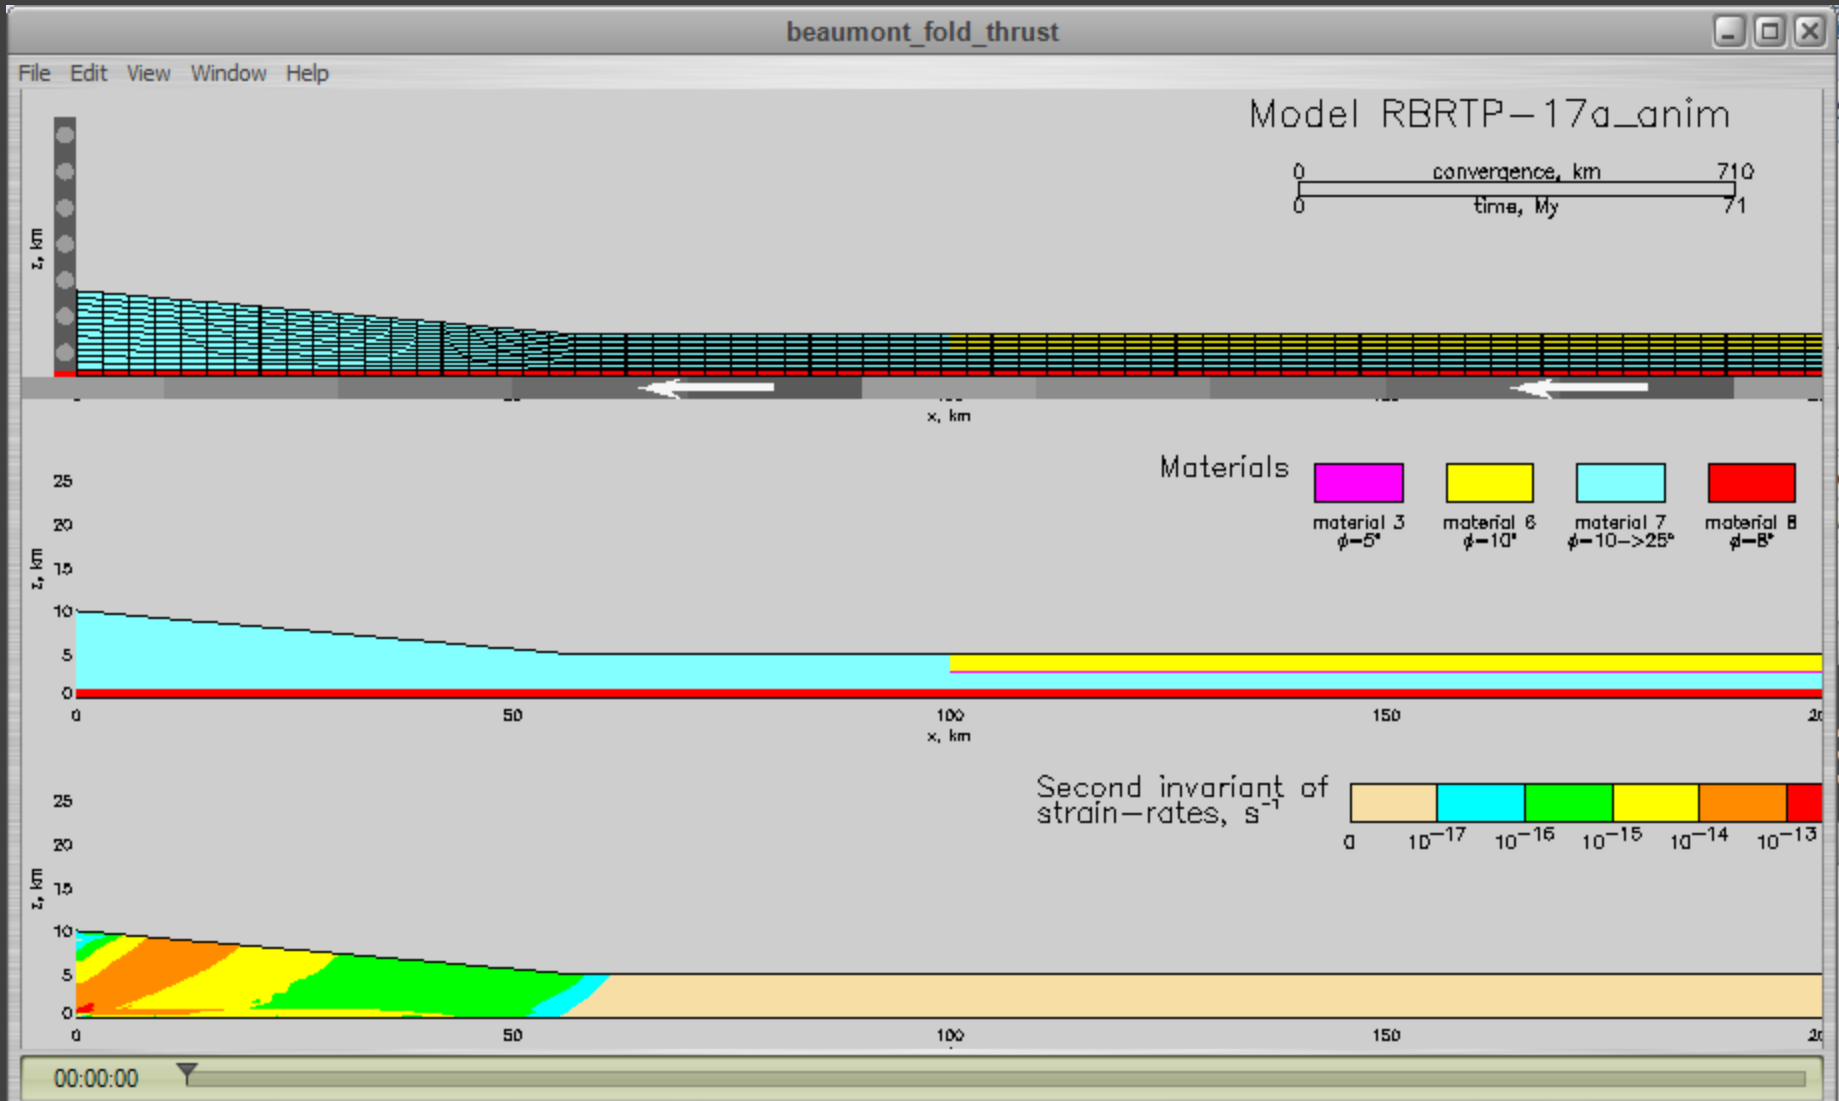 beaumont_fold_thrust
File Edit View Window Help
Model RBRTP-17a_anim
0 convergence, km 710
0 time, My 71
z, km
x, km
Materials
25
20
z, km
15
10
5
0
material 3 material 6 material 7 material 8
ϕ=5° ϕ=10° ϕ=10->25° ϕ=8°
0 50 100 150
x, km
Second invariant of
strain-rates, s⁻¹
0 10⁻¹⁷ 10⁻¹⁶ 10⁻¹⁵ 10⁻¹⁴ 10⁻¹³
25
20
z, km
15
10
5
0
0 50 100 150
00:00:00